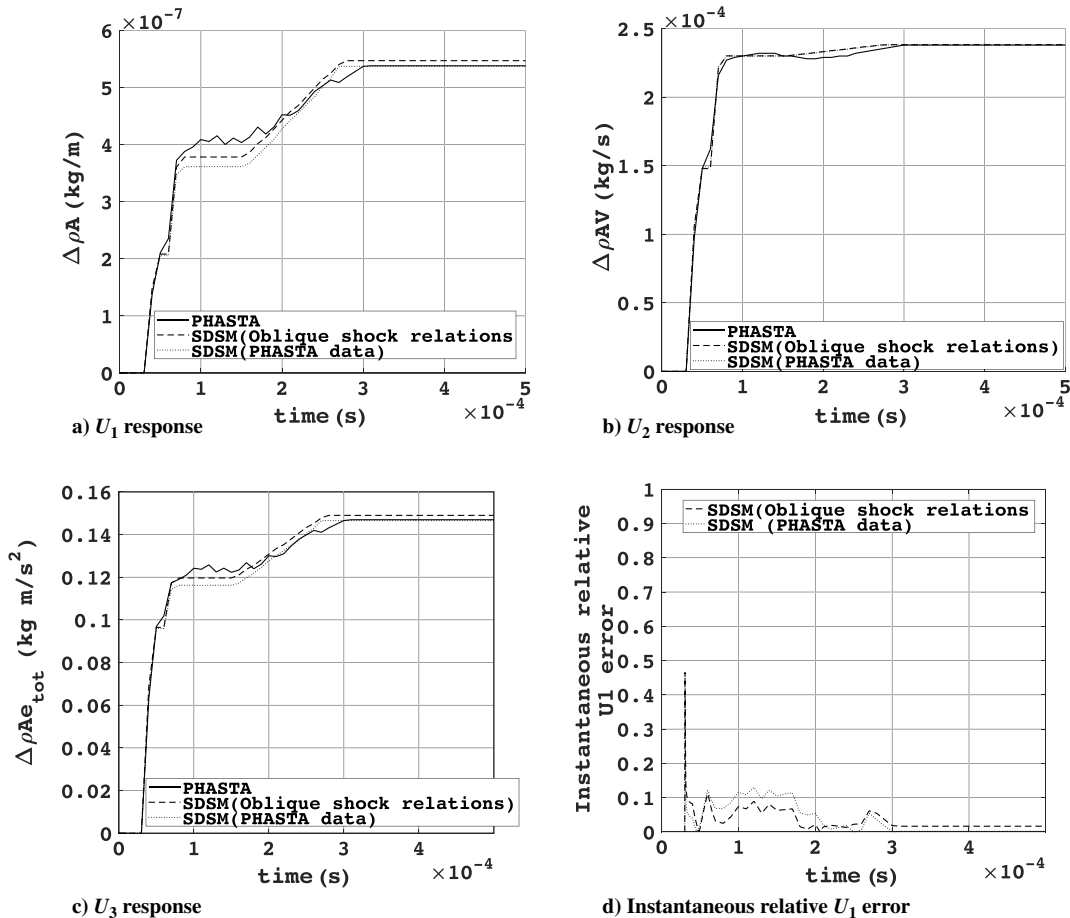 ×10⁻⁷
6
5
4
3
2
1
0
0 1 2 3 4 5
×10⁻⁴
ΔρA (kg/m)
time (s)
PHASTA
SDSM(Oblique shock relations
SDSM(PHASTA data)
a) U₁ response
×10⁻⁴
2.5
2
1.5
1
0.5
0
0 1 2 3 4 5
×10⁻⁴
ΔρAV (kg/s)
time (s)
PHASTA
SDSM(Oblique shock relations)
SDSM(PHASTA data)
b) U₂ response
0.16
0.14
0.12
0.1
0.08
0.06
0.04
0.02
0
0 1 2 3 4
×10⁻⁴
ΔρAe_tot (kg m/s²)
time (s)
PHASTA
SDSM(Oblique shock relations)
SDSM(PHASTA data)
c) U₃ response
1
0.9
0.8
0.7
0.6
0.5
0.4
0.3
0.2
0.1
0
0 1 2 3 4
×10⁻⁴
Instantaneous relative
U1 error
time (s)
SDSM(Oblique shock relations
SDSM (PHASTA data)
d) Instantaneous relative U₁ error